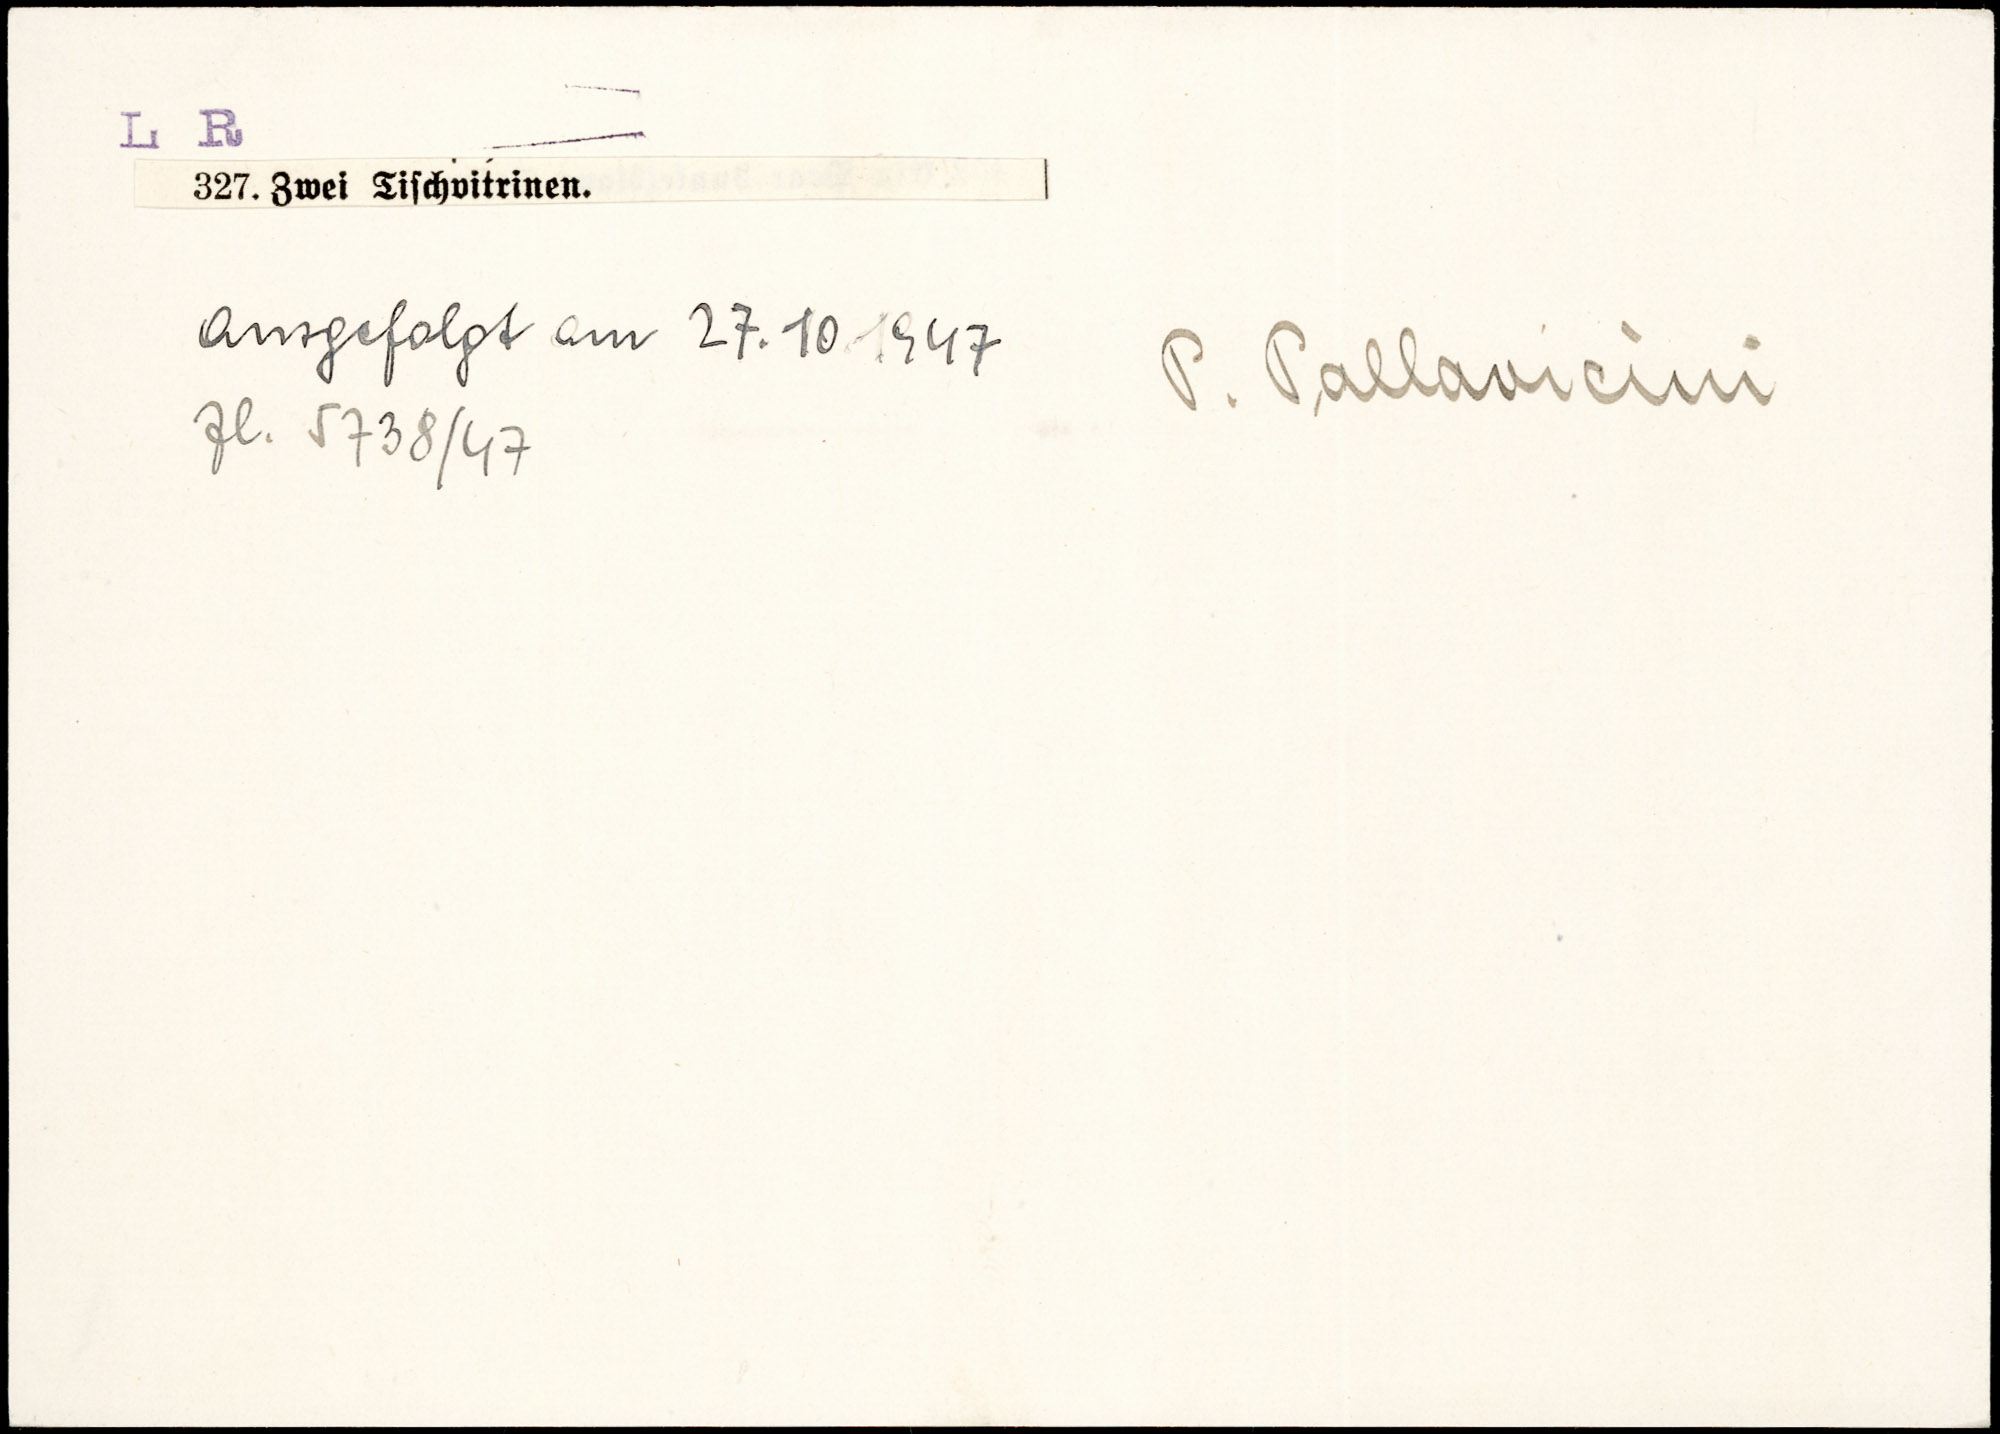 L R
327. Zwei Tischvitrinen.
Ausgefolgt am 27.10.1947
P. Pallavicini
Zl. 5738/47